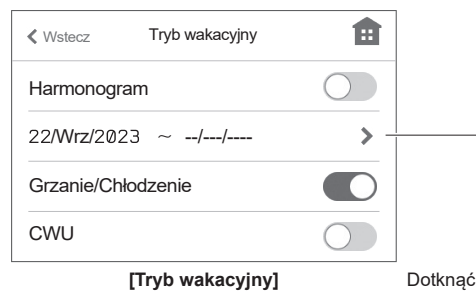 Wstecz Tryb wakacyjny
Harmonogram
22/Wrz/2023 ~ --/---/----
Grzanie/Chłodzenie
CWU
[Tryb wakacyjny] Dotknąć